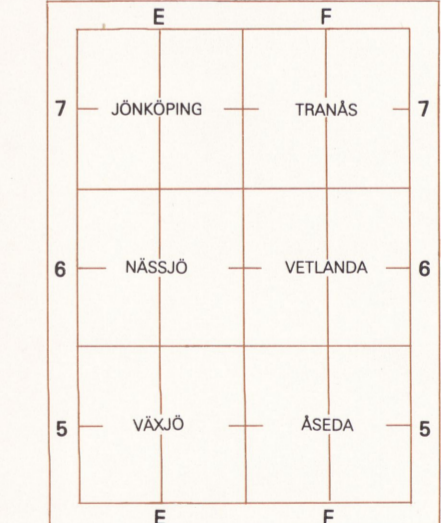 E F
7 JÖNKÖPING TRANÅS 7
6 NÄSSJÖ VETLANDA 6
5 VÄXJÖ ÅSEDA 5
E F